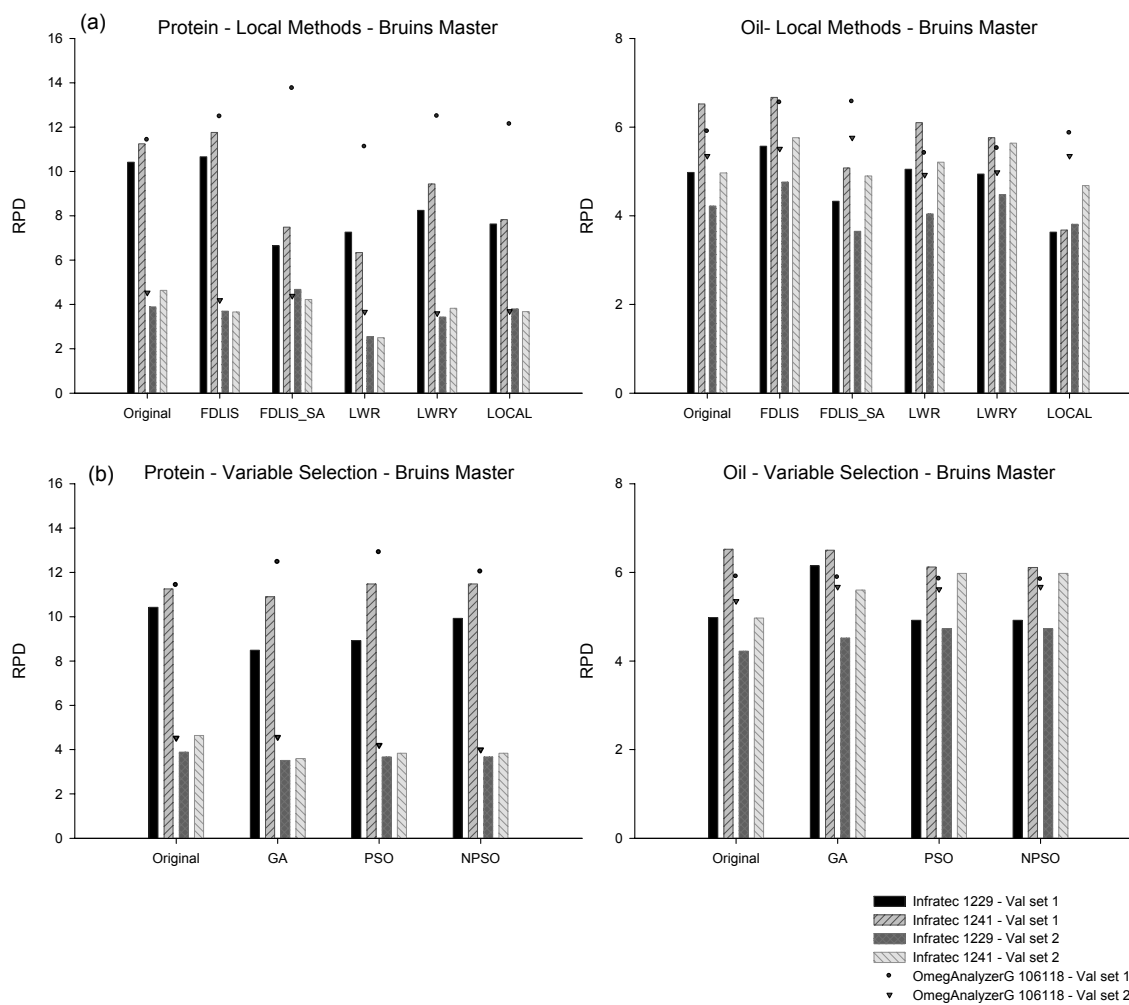 (a)
Protein - Local Methods - Bruins Master
RPD
16
14
12
10
8
6
4
2
0
Original FDLIS FDLIS_SA LWR LWRY LOCAL
Oil- Local Methods - Bruins Master
RPD
8
6
4
2
0
Original FDLIS FDLIS_SA LWR LWRY LOCAL
(b)
Protein - Variable Selection - Bruins Master
RPD
16
14
12
10
8
6
4
2
0
Original GA PSO NPSO
Oil - Variable Selection - Bruins Master
RPD
8
6
4
2
0
Original GA PSO NPSO
Infratec 1229 - Val set 1
Infratec 1241 - Val set 1
Infratec 1229 - Val set 2
Infratec 1241 - Val set 2
OmegAnalyzerG 106118 - Val set 1
OmegAnalyzerG 106118 - Val set 2